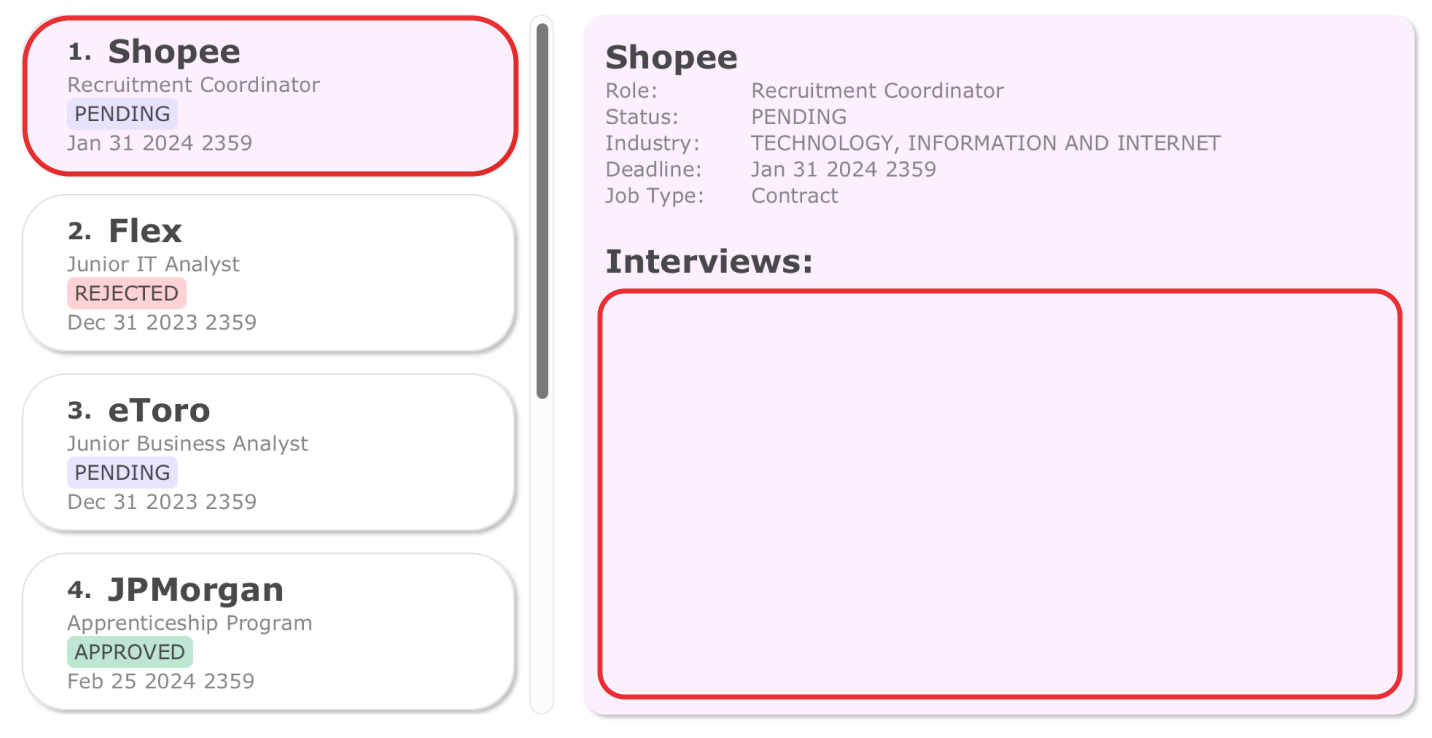 1. Shopee
Recruitment Coordinator
PENDING
Jan 31 2024 2359
2. Flex
Junior IT Analyst
REJECTED
Dec 31 2023 2359
3. eToro
Junior Business Analyst
PENDING
Dec 31 2023 2359
4. JPMorgan
Apprenticeship Program
APPROVED
Feb 25 2024 2359
Shopee
Role: Recruitment Coordinator
Status: PENDING
Industry: TECHNOLOGY, INFORMATION AND INTERNET
Deadline: Jan 31 2024 2359
Job Type: Contract
Interviews: